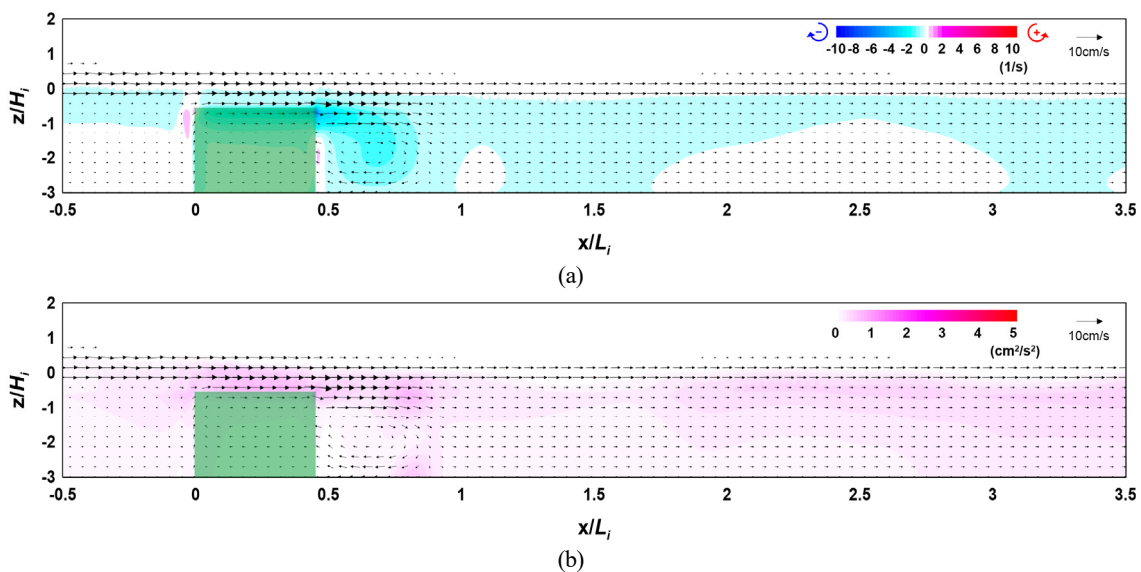 2
1
0
-1
-2
-3
z/Hi
- -10 -8 -6 -4 -2 0 2 4 6 8 10 +
(1/s)
10cm/s
-0.5 0 0.5 1 1.5 2 2.5 3 3.5
x/Li
(a)
2
1
0
-1
-2
-3
z/Hi
0 1 2 3 4 5
(cm²/s²)
10cm/s
-0.5 0 0.5 1 1.5 2 2.5 3 3.5
x/Li
(b)